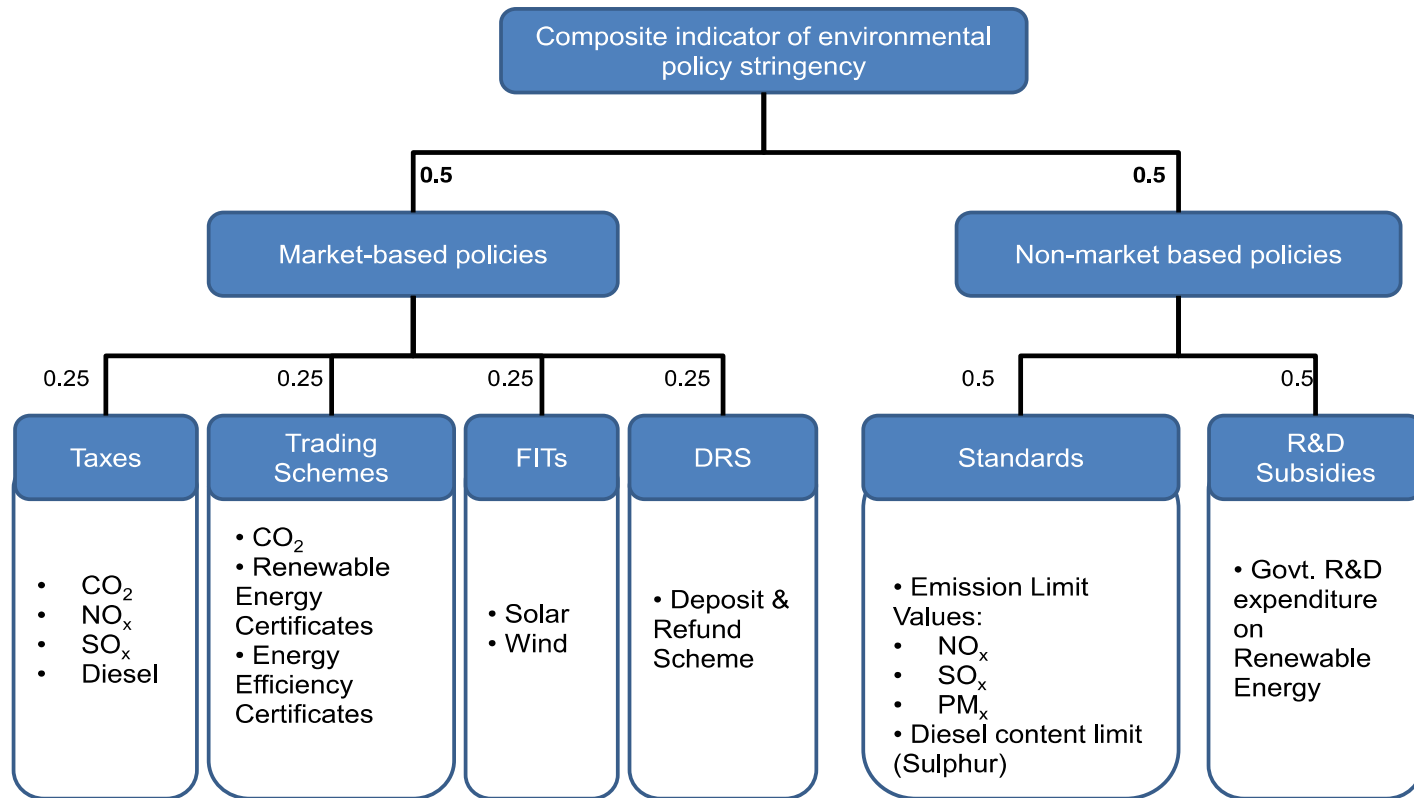 Composite indicator of environmental
policy stringency
0.5
0.5
Market-based policies
Non-market based policies
0.25
0.25
0.25
0.25
0.5
0.5
Taxes
• CO₂
• NOₓ
• SOₓ
• Diesel
Trading
Schemes
• CO₂
• Renewable
Energy
Certificates
• Energy
Efficiency
Certificates
FITs
• Solar
• Wind
DRS
• Deposit &
Refund
Scheme
Standards
• Emission Limit
Values:
• NOₓ
• SOₓ
• PMₓ
• Diesel content limit
(Sulphur)
R&D
Subsidies
• Govt. R&D
expenditure
on
Renewable
Energy